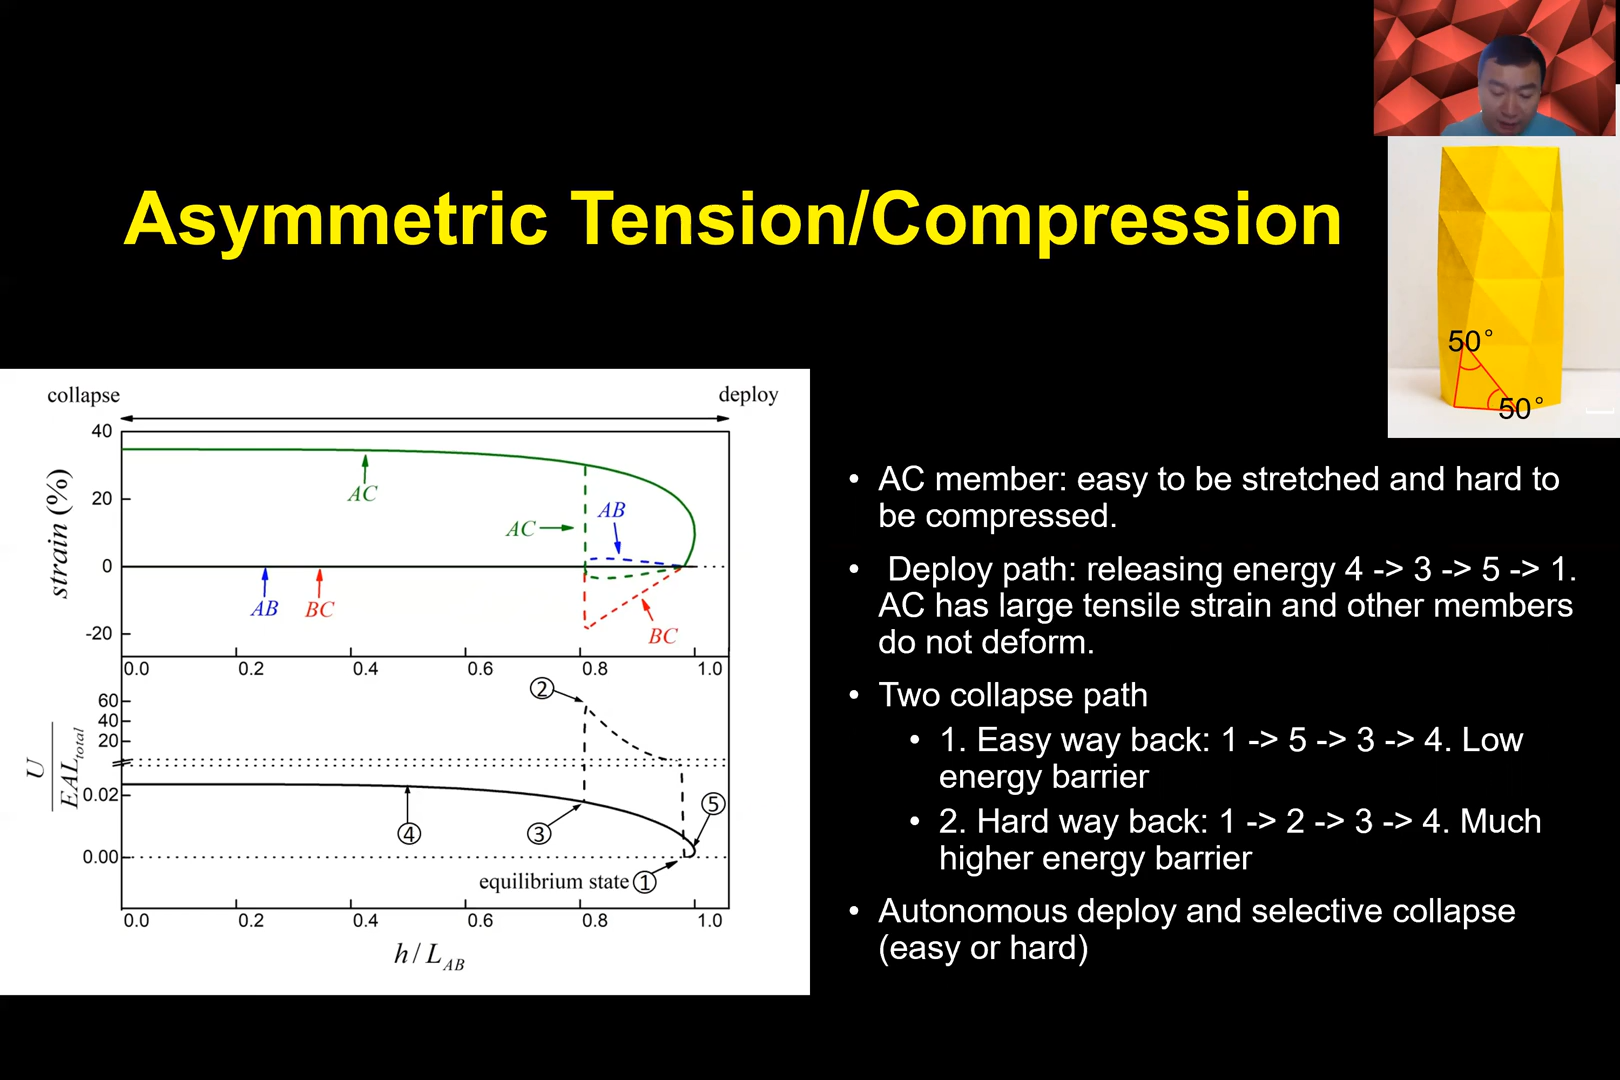 Asymmetric Tension/Compression
50°
50°
collapse
deploy
40
20
0
-20
strain (%)
AC
AC
AB
AB
BC
BC
0.0 0.2 0.4 0.6 0.8 1.0
60
40
20
0.02
0.00
U
EAL total
②
③
④
⑤
equilibrium state ①
0.0 0.2 0.4 0.6 0.8 1.0
h / L AB
• AC member: easy to be stretched and hard to
be compressed.
• Deploy path: releasing energy 4 -> 3 -> 5 -> 1.
AC has large tensile strain and other members
do not deform.
• Two collapse path
• 1. Easy way back: 1 -> 5 -> 3 -> 4. Low
energy barrier
• 2. Hard way back: 1 -> 2 -> 3 -> 4. Much
higher energy barrier
• Autonomous deploy and selective collapse
(easy or hard)